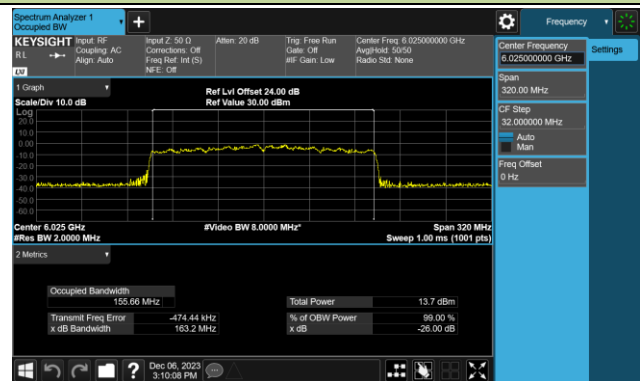 Spectrum Analyzer 1
Occupied BW
+
Frequency
KEYSIGHT
Input: RF
Coupling: AC
Align: Auto
Input Z: 50 Ω
Corrections: Off
Freq Ref: Int (S)
NFE: Off
Atten: 20 dB
Trig: Free Run
Gate: Off
#IF Gain: Low
Center Freq: 6.025000000 GHz
Avg|Hold: 50/50
Radio Std: None
RL
LXI
Center Frequency
6.025000000 GHz
Settings
Span
320.00 MHz
CF Step
32.000000 MHz
Auto
Man
Freq Offset
0 Hz
1 Graph
Scale/Div 10.0 dB
Ref Lvl Offset 24.00 dB
Ref Value 30.00 dBm
Log
20.0
10.0
0.00
-10.0
-20.0
-30.0
-40.0
-50.0
-60.0
Center 6.025 GHz
#Res BW 2.0000 MHz
#Video BW 8.0000 MHz*
Span 320 MHz
Sweep 1.00 ms (1001 pts)
2 Metrics
Occupied Bandwidth
155.66 MHz
Total Power 13.7 dBm
Transmit Freq Error -474.44 kHz
% of OBW Power 99.00 %
x dB Bandwidth 163.2 MHz
x dB -26.00 dB
?
Dec 06, 2023
3:10:08 PM